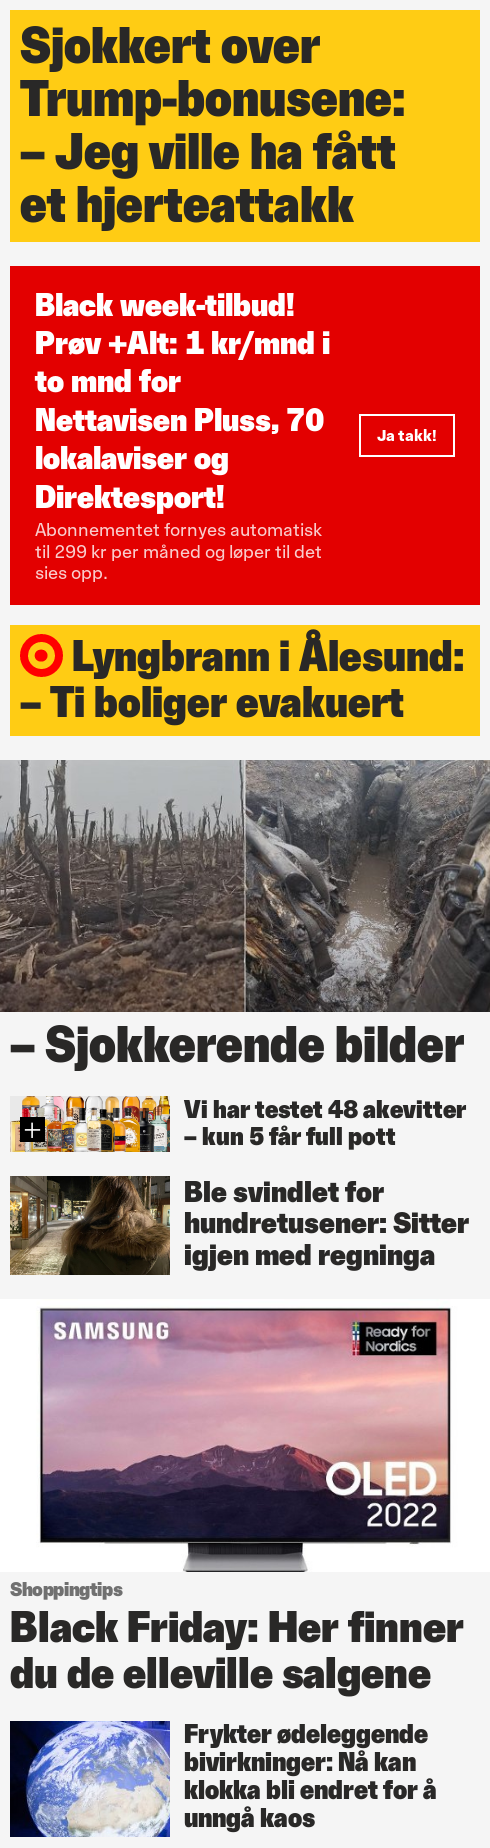 Sjokkert over
Trump-bonusene:
– Jeg ville ha fått
et hjerteattakk
Black week-tilbud!
Prøv +Alt: 1 kr/mnd i
to mnd for
Nettavisen Pluss, 70
lokalaviser og
Direktesport!
Ja takk!
Abonnementet fornyes automatisk
til 299 kr per måned og løper til det
sies opp.
Lyngbrann i Ålesund:
– Ti boliger evakuert
– Sjokkerende bilder
Vi har testet 48 akevitter
– kun 5 får full pott
Ble svindlet for
hundretusener: Sitter
igjen med regninga
SAMSUNG
Ready for
Nordics
OLED
2022
Shoppingtips
Black Friday: Her finner
du de elleville salgene
Frykter ødeleggende
bivirkninger: Nå kan
klokka bli endret for å
unngå kaos